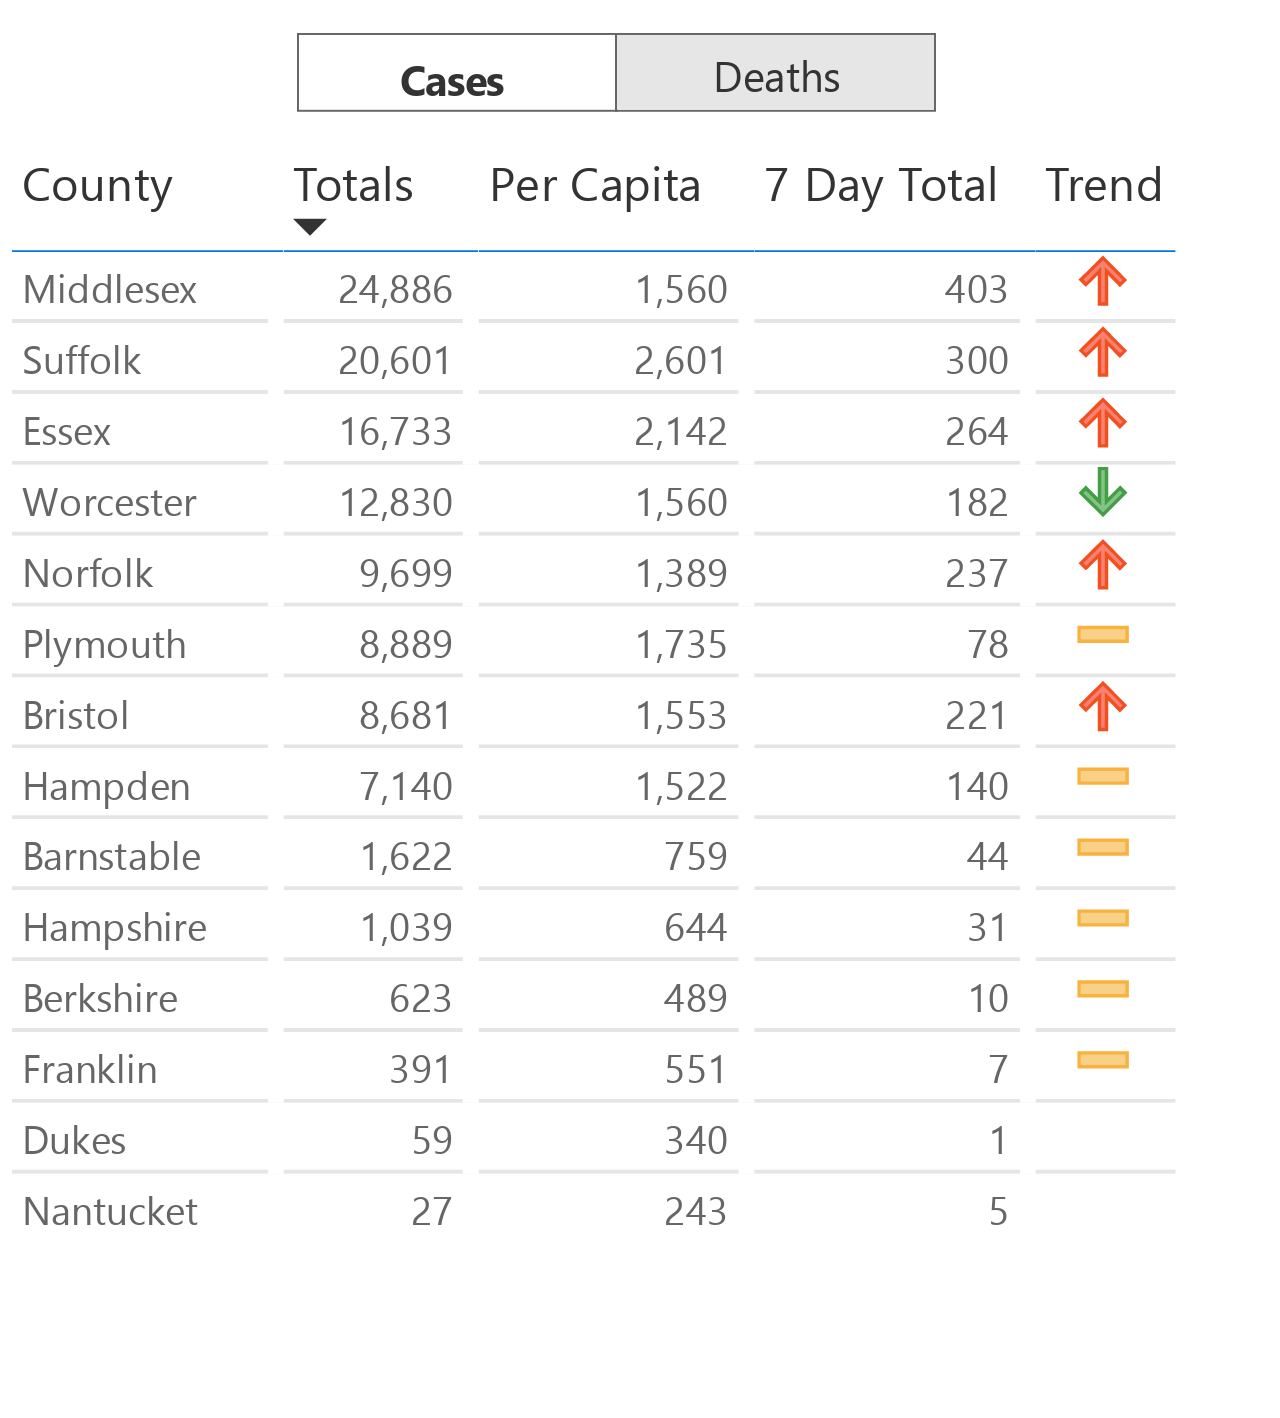 Cases Deaths
County Totals Per Capita 7 Day Total Trend
Middlesex 24,886 1,560 403
Suffolk 20,601 2,601 300
Essex 16,733 2,142 264
Worcester 12,830 1,560 182
Norfolk 9,699 1,389 237
Plymouth 8,889 1,735 78
Bristol 8,681 1,553 221
Hampden 7,140 1,522 140
Barnstable 1,622 759 44
Hampshire 1,039 644 31
Berkshire 623 489 10
Franklin 391 551 7
Dukes 59 340 1
Nantucket 27 243 5